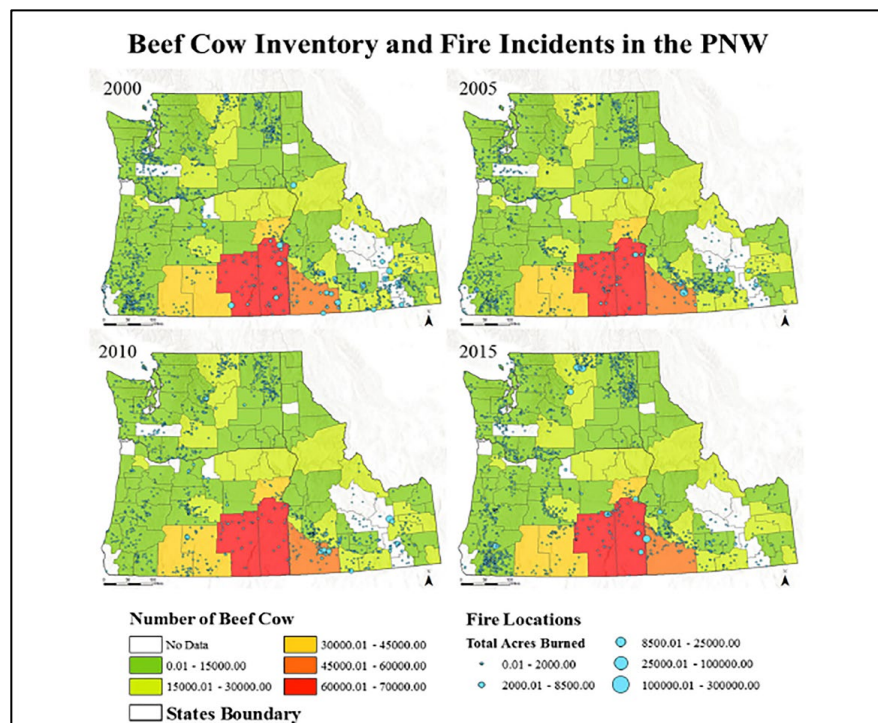 Beef Cow Inventory and Fire Incidents in the PNW
2000
2005
2010
2015
Number of Beef Cow
No Data
0.01 - 15000.00
15000.01 - 30000.00
30000.01 - 45000.00
45000.01 - 60000.00
60000.01 - 70000.00
States Boundary
Fire Locations
Total Acres Burned
0.01 - 2000.00
2000.01 - 8500.00
8500.01 - 25000.00
25000.01 - 100000.00
100000.01 - 300000.00